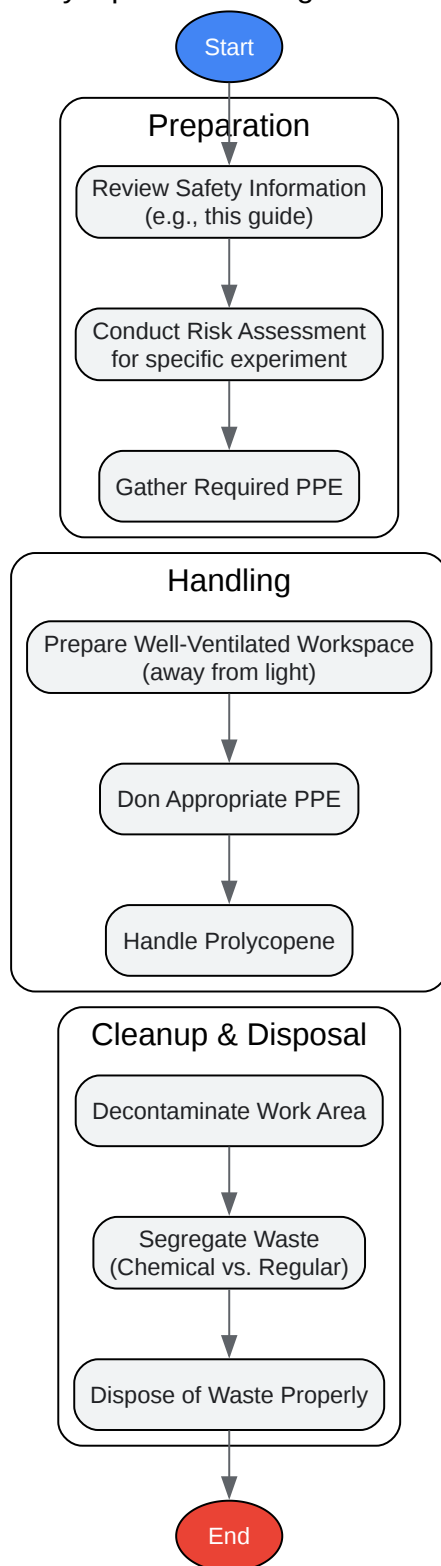 Start
Preparation
Review Safety Information
(e.g., this guide)
Conduct Risk Assessment
for specific experiment
Gather Required PPE
Handling
Prepare Well-Ventilated Workspace
(away from light)
Don Appropriate PPE
Handle Prolycopene
Cleanup & Disposal
Decontaminate Work Area
Segregate Waste
(Chemical vs. Regular)
Dispose of Waste Properly
End